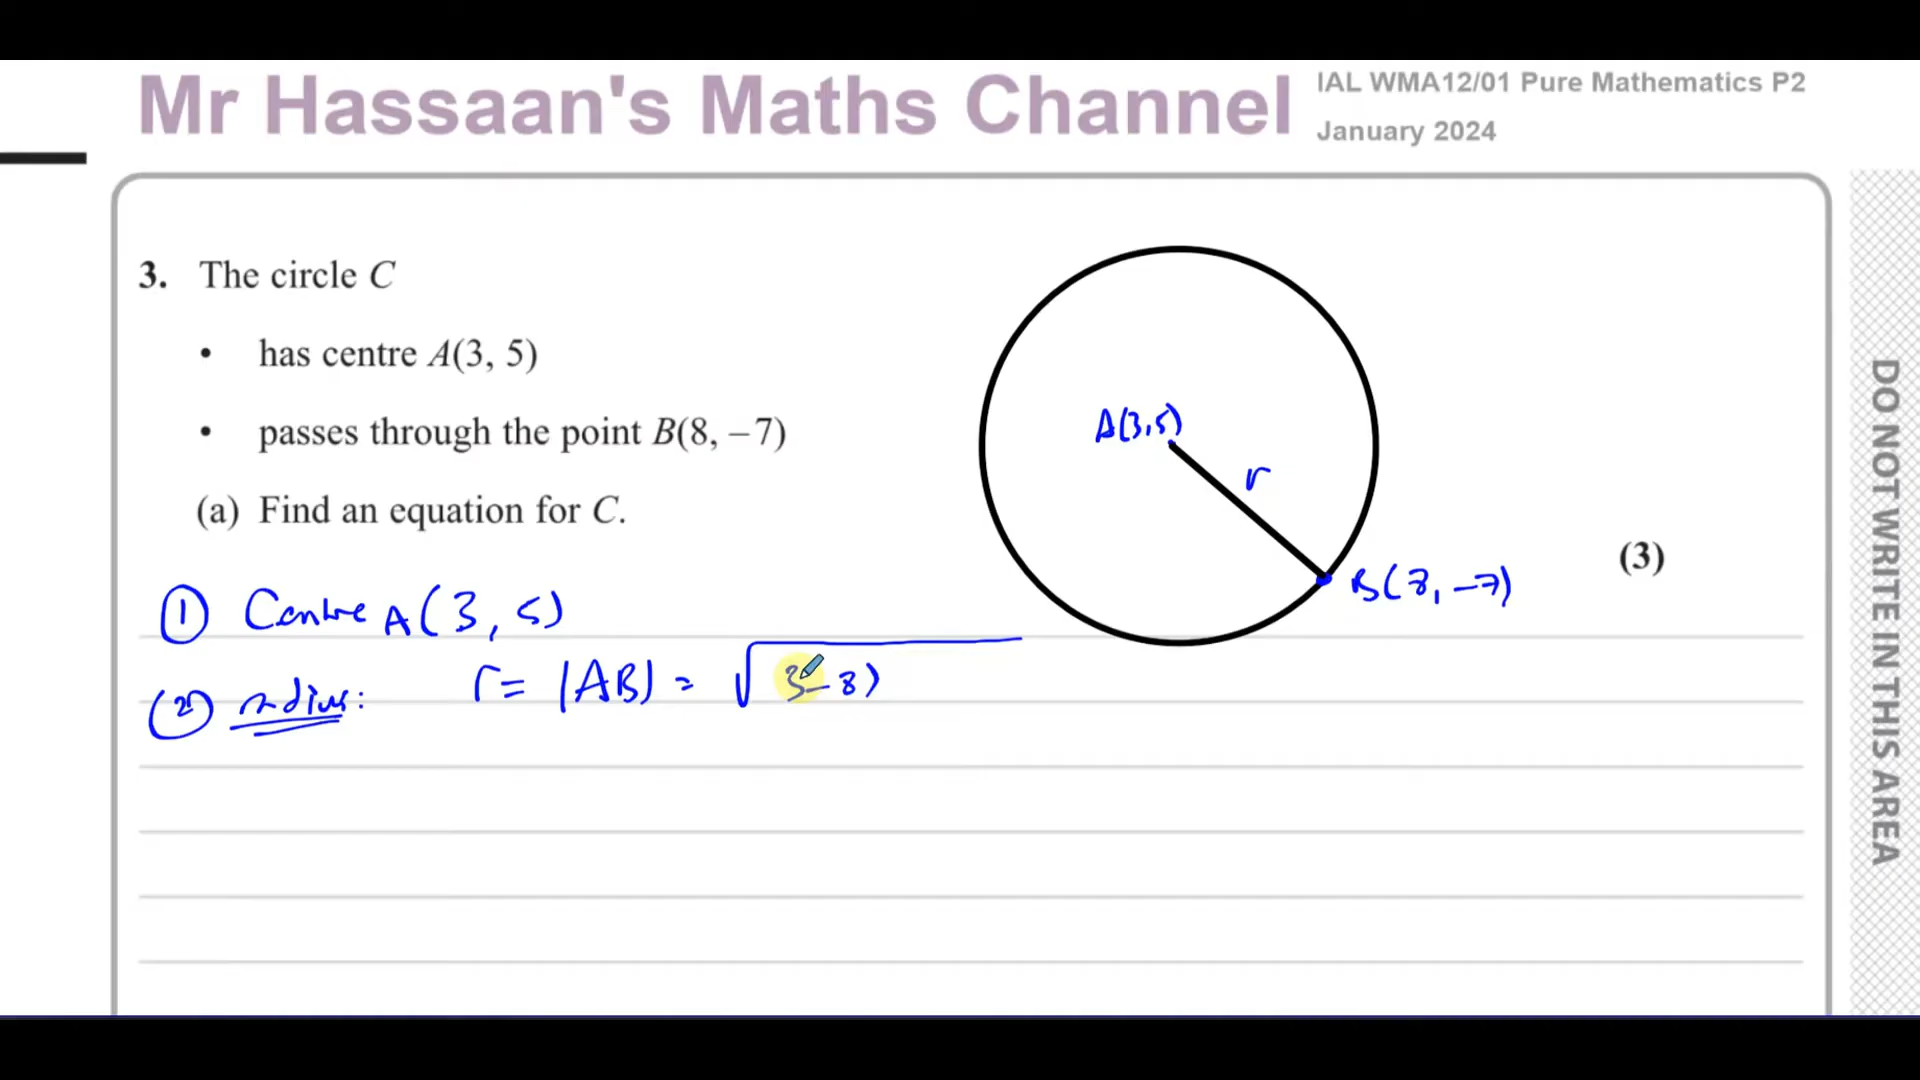 Mr Hassaan's Maths Channel
IAL WMA12/01 Pure Mathematics P2
January 2024
3. The circle C
• has centre A(3, 5)
• passes through the point B(8, –7)
(a) Find an equation for C.
(3)
A(3,5)
r
B(8, -7)
① Centre A(3, 5)
(2) radius: r = |AB| = √3-8)
DO NOT WRITE IN THIS AREA